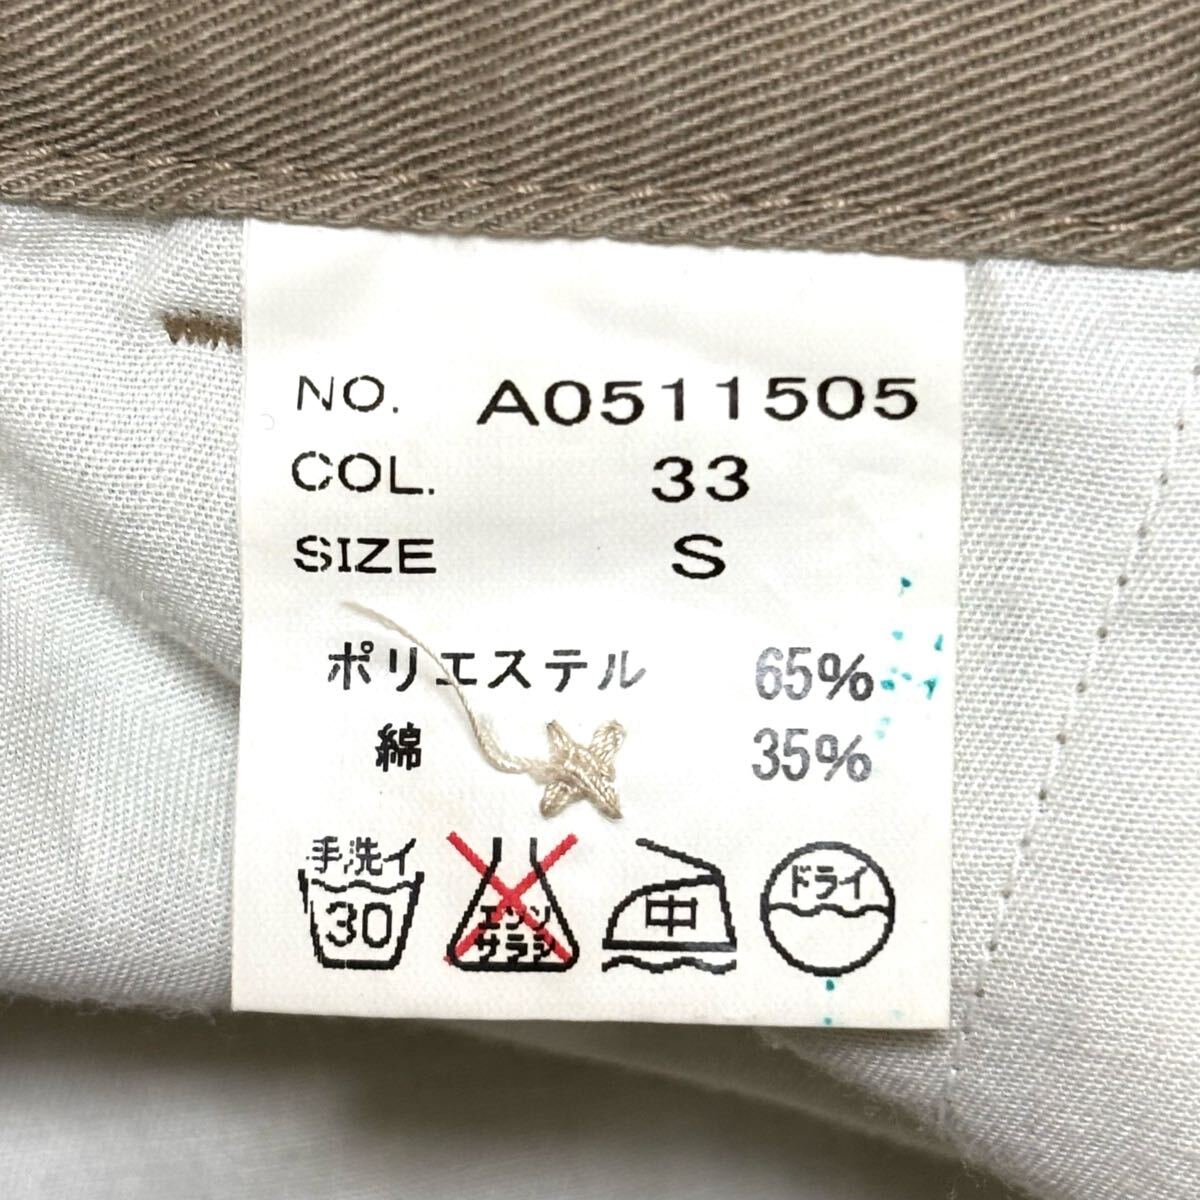 NO. A0511505
COL. 33
SIZE S
ポリエステル 65%
綿 35%
手洗イ
30
エンソ
サラシ
中
ドライ